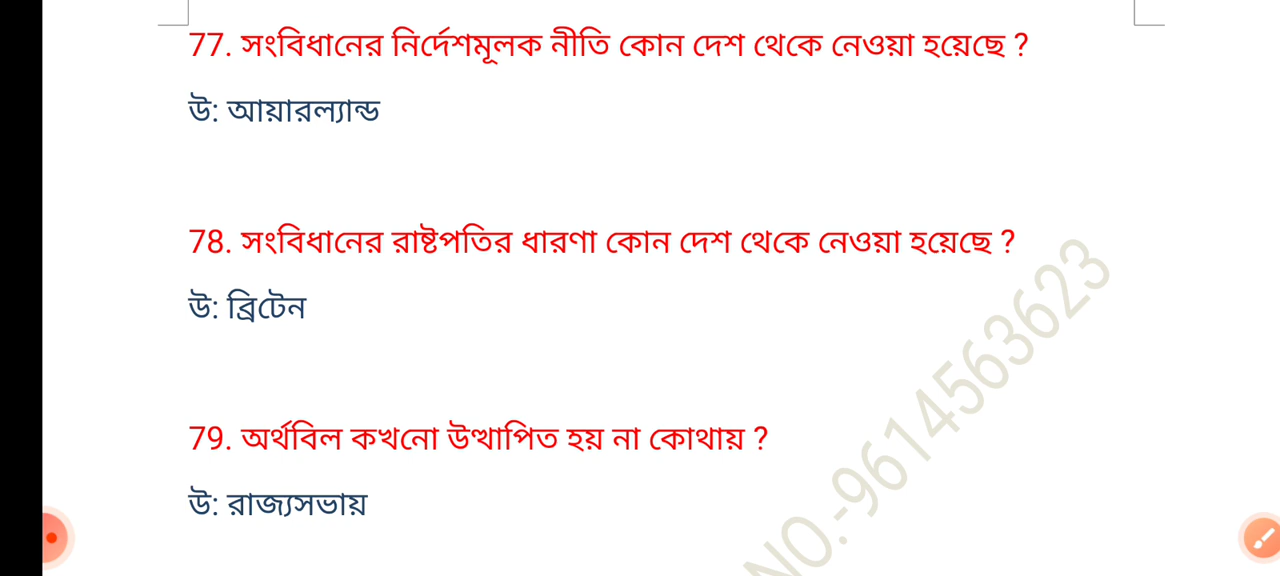 77. সংবিধানের নির্দেশমূলক নীতি কোন দেশ থেকে নেওয়া হয়েছে ?
উ: আয়ারল্যান্ড
78. সংবিধানের রাষ্টপতির ধারণা কোন দেশ থেকে নেওয়া হয়েছে ?
উ: ব্রিটেন
79. অর্থবিল কখনো উত্থাপিত হয় না কোথায় ?
উ: রাজ্যসভায়
NO.-9614563623